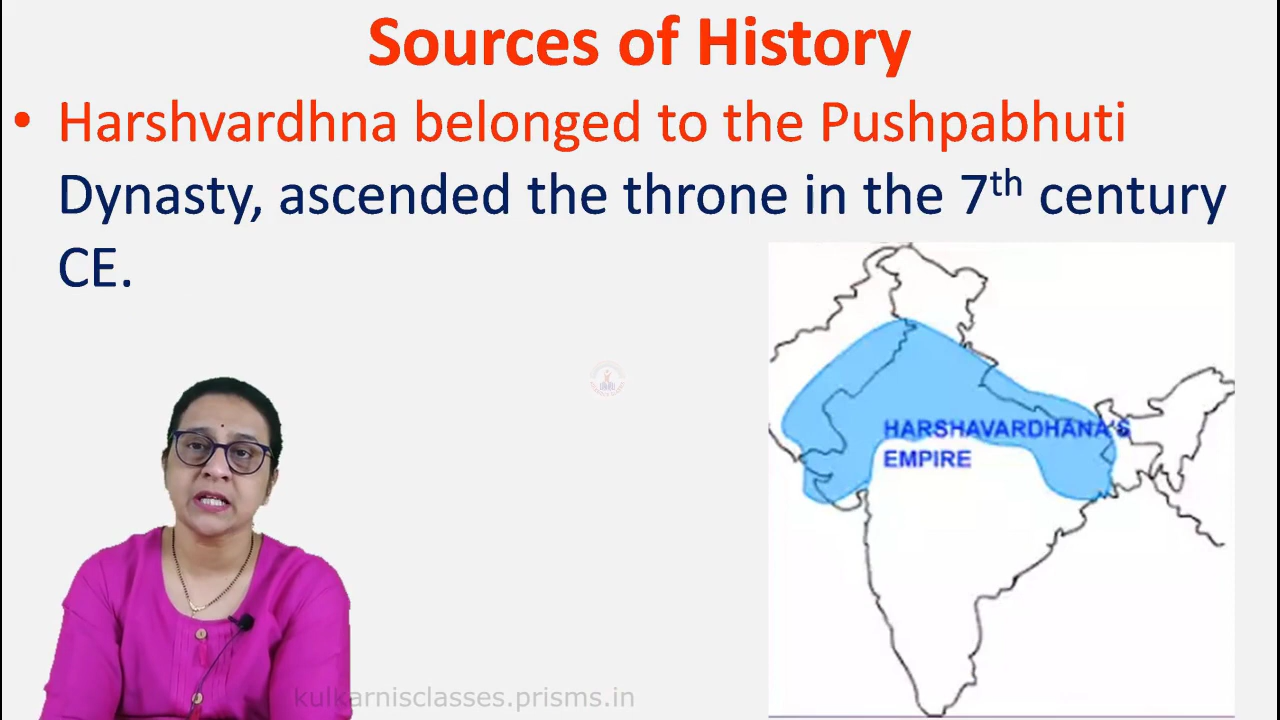 Sources of History
• Harshvardhna belonged to the Pushpabhuti
Dynasty, ascended the throne in the 7th century
CE.
HARSHAVARDHANA'S
EMPIRE
kulkarnisclasses.prisms.in